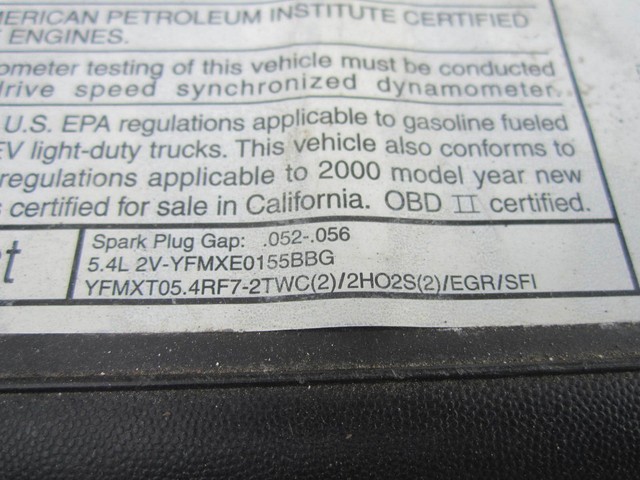 AMERICAN PETROLEUM INSTITUTE CERTIFIED
ENGINES.
ometer testing of this vehicle must be conducted
drive speed synchronized dynamometer.
U.S. EPA regulations applicable to gasoline fueled
EV light-duty trucks. This vehicle also conforms to
regulations applicable to 2000 model year new
certified for sale in California. OBD II certified.
Spark Plug Gap: .052-.056
5.4L 2V-YFMXE0155BBG
YFMXT05.4RF7-2TWC(2)/2HO2S(2)/EGR/SFI